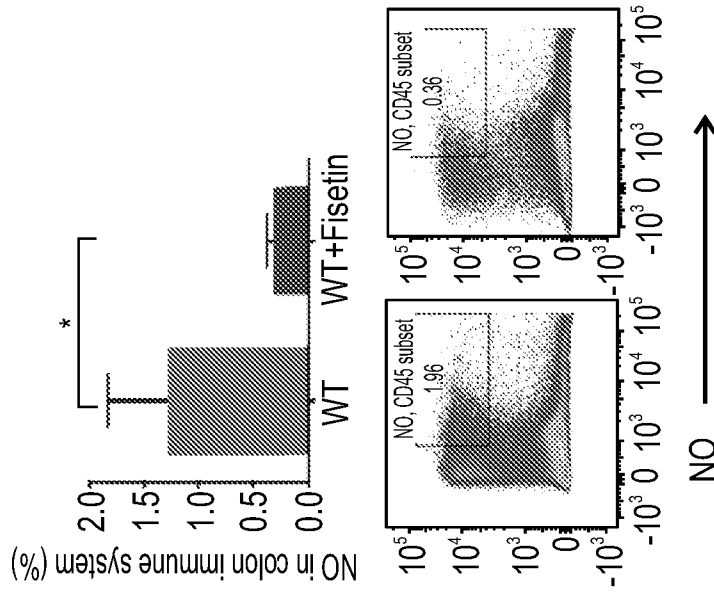 NO in colon immune system (%)
2.0
1.5
1.0
0.5
0.0
*
WT
WT+Fisetin
NO, CD45 subset
1.96
10^5
10^4
10^3
0
-10^3
-10^3 0 10^3 10^4 10^5
NO, CD45 subset
0.36
10^5
10^4
10^3
0
-10^3
-10^3 0 10^3 10^4 10^5
NO